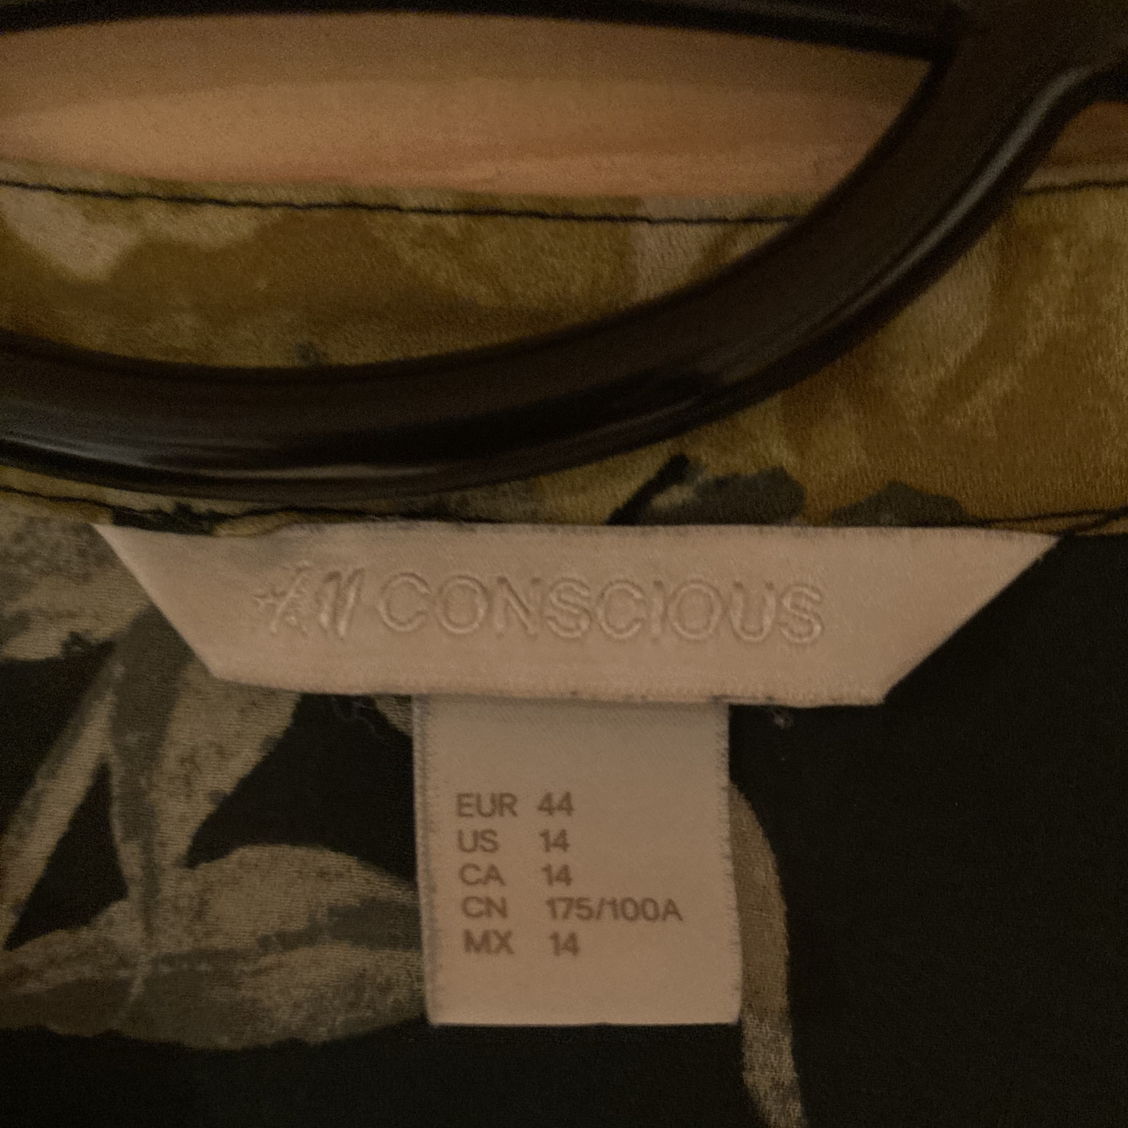 CONSCIOUS
EUR 44
US 14
CA 14
CN 175/100A
MX 14